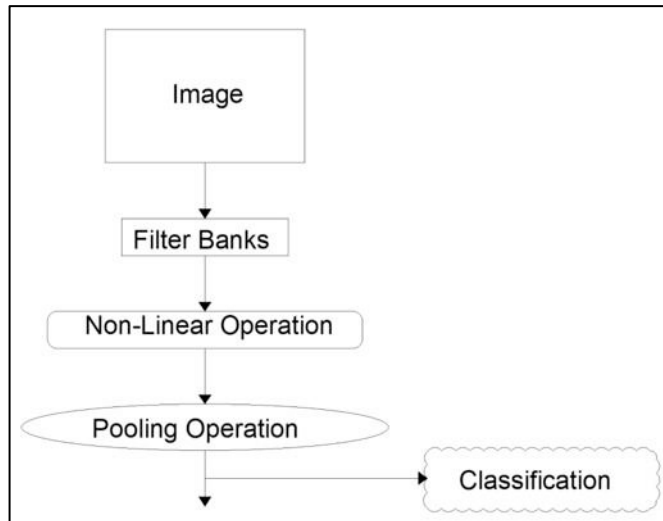 Image
Filter Banks
Non-Linear Operation
Pooling Operation
Classification